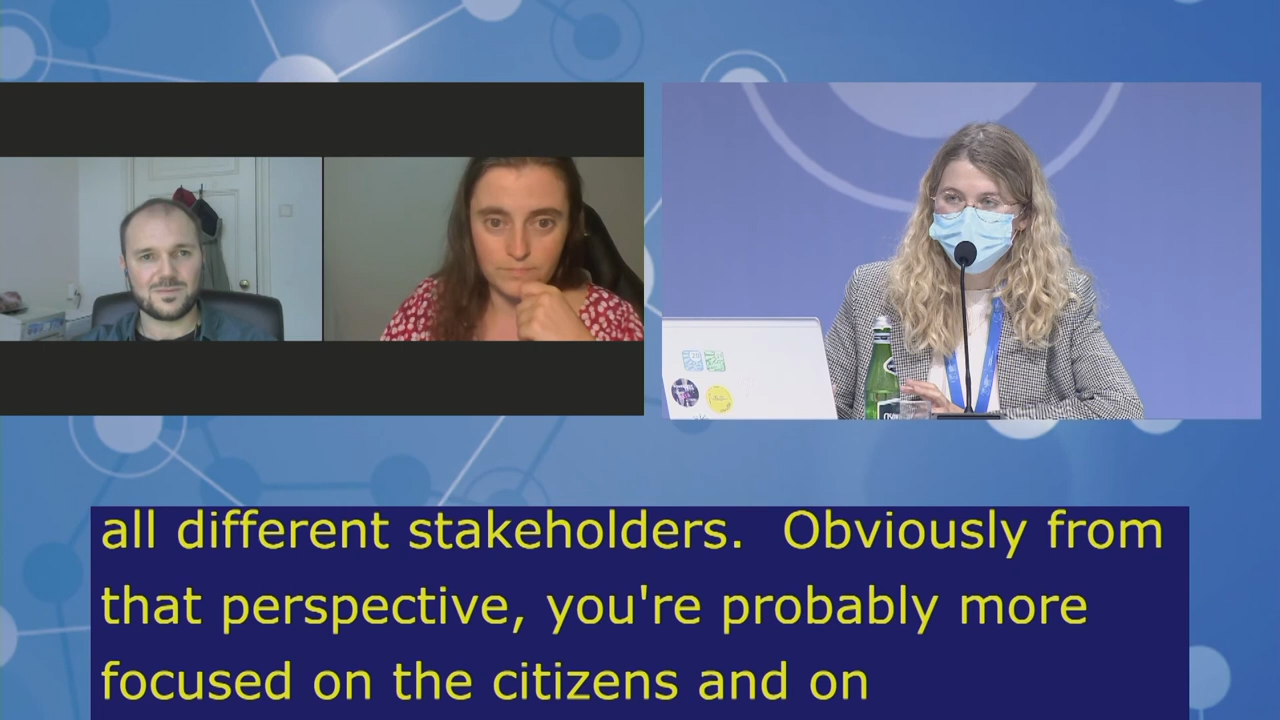 all different stakeholders.  Obviously from
that perspective, you're probably more
focused on the citizens and on